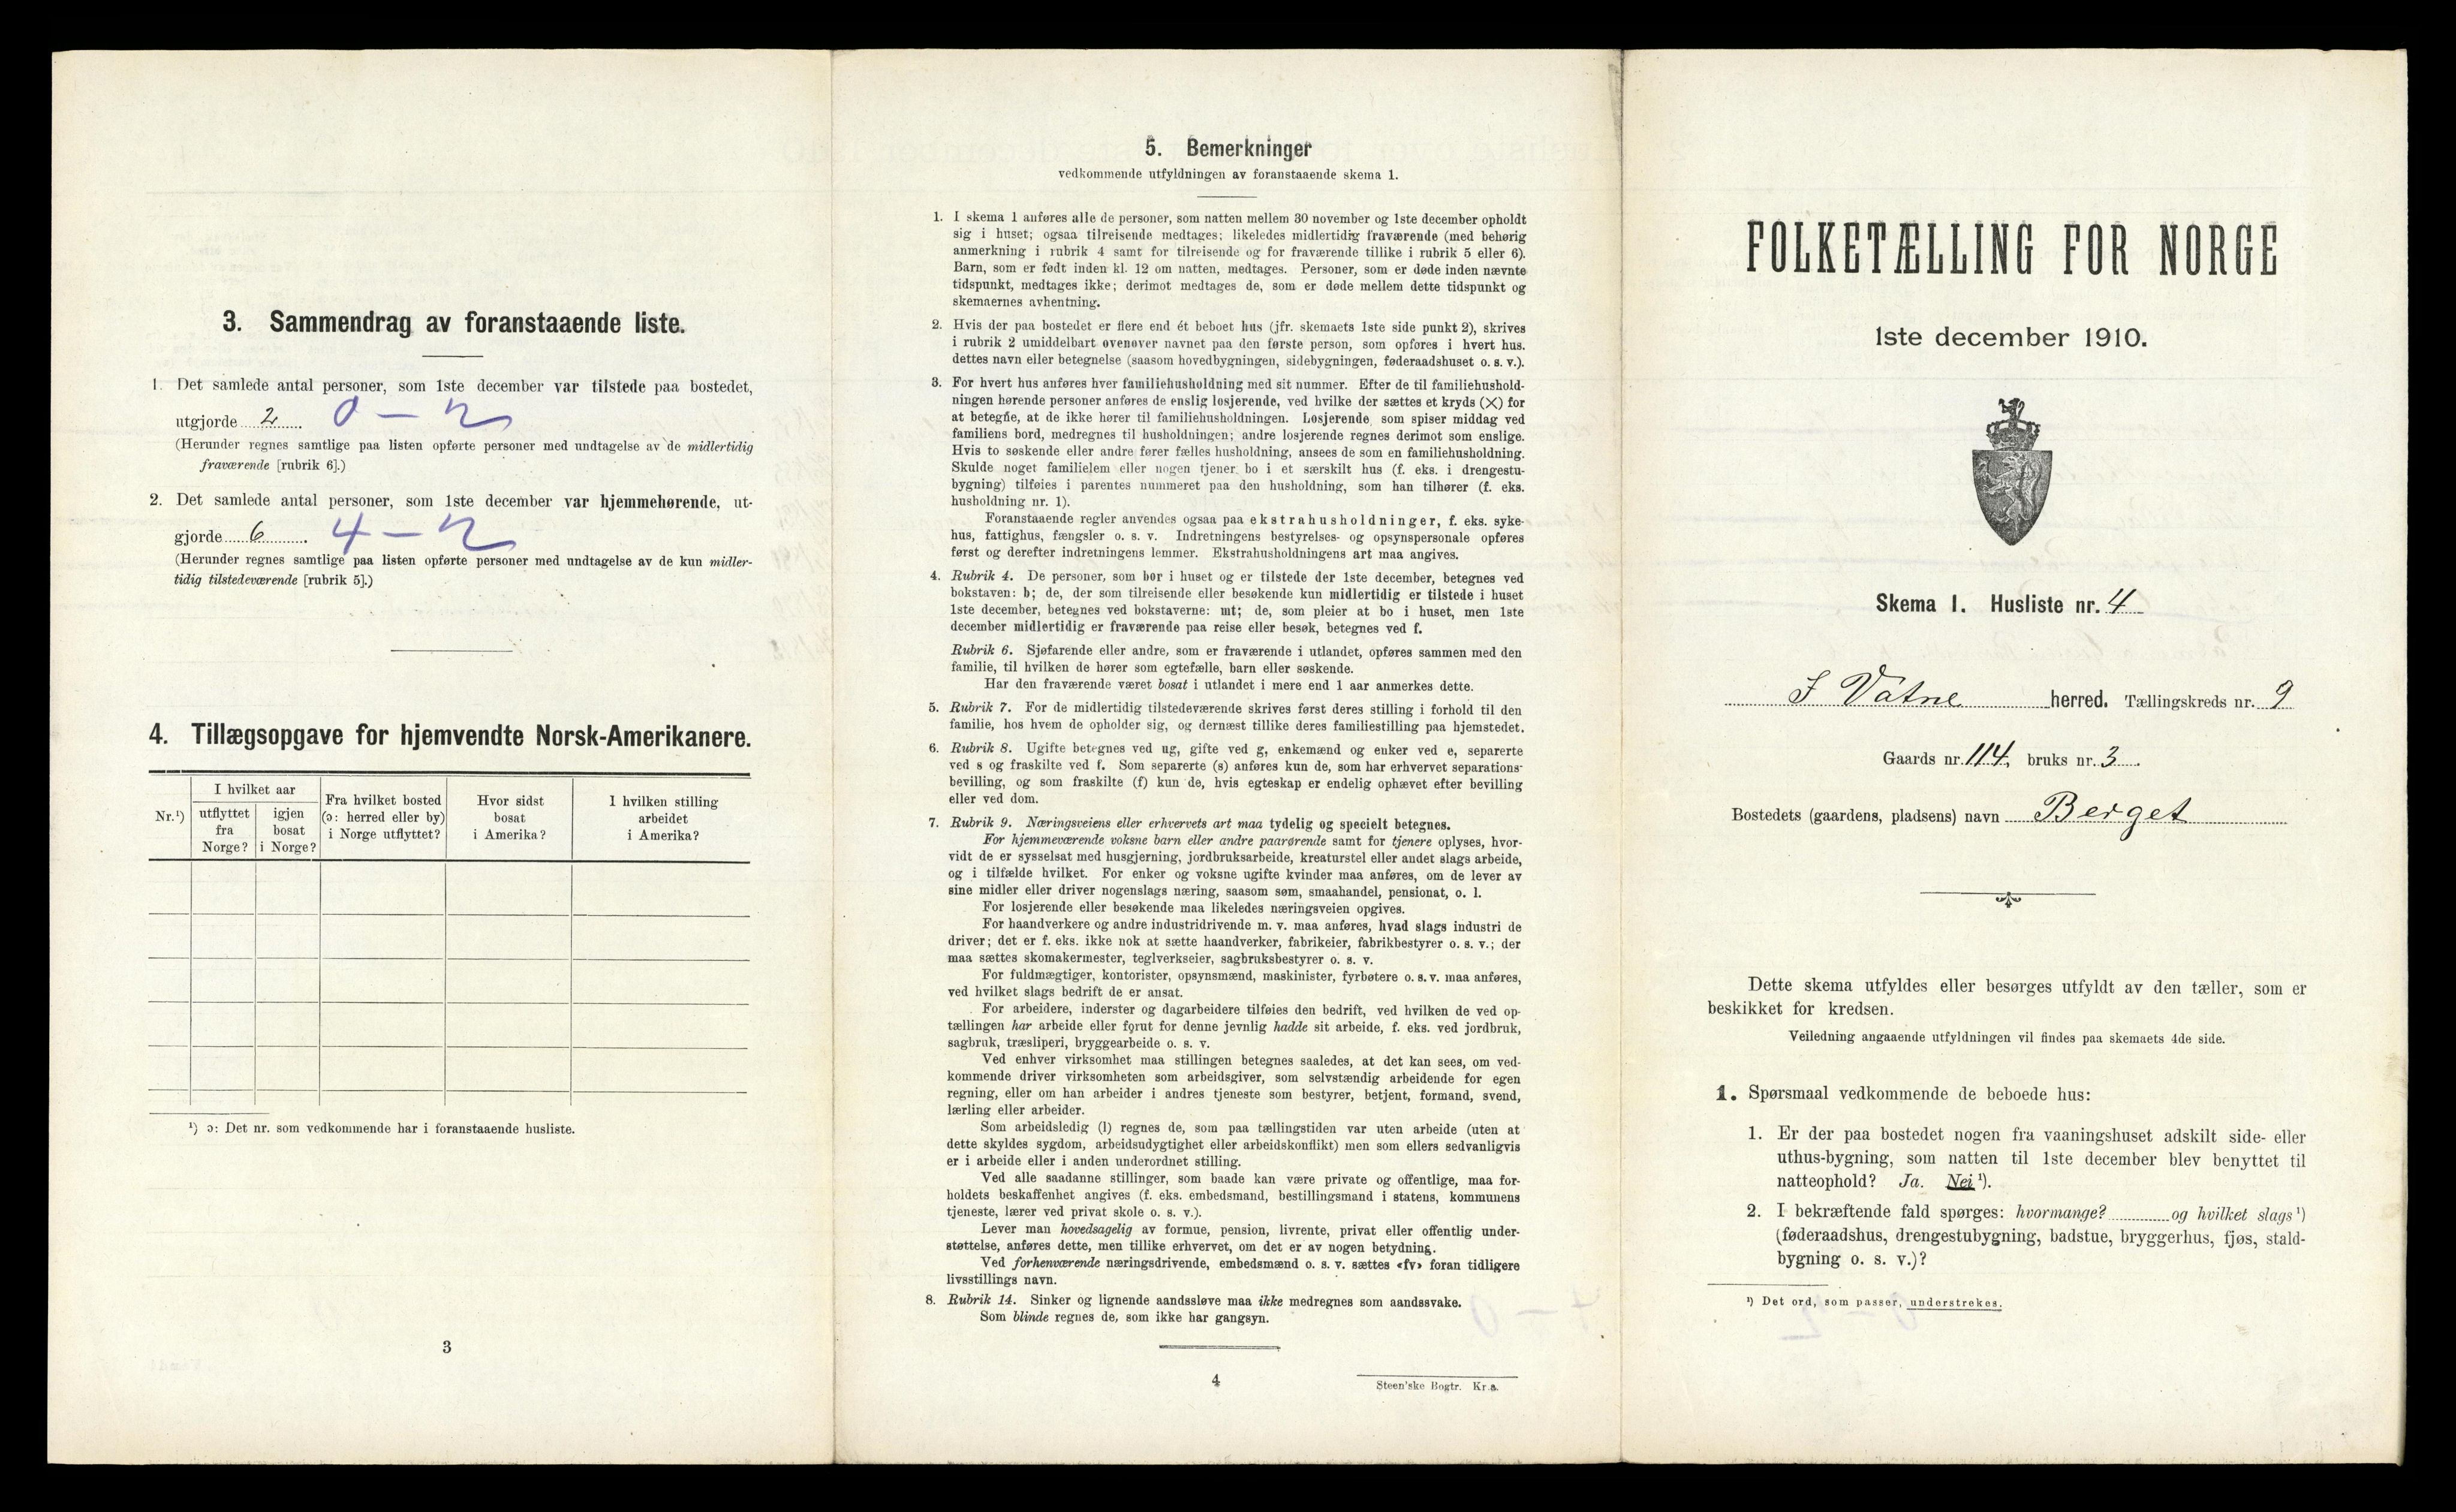 3. Sammendrag av foranstaaende liste.
1. Det samlede antal personer, som 1ste december var tilstede paa bostedet,
utgjorde 2 0 – 2
(Herunder regnes samtlige paa listen opførte personer med undtagelse av de midlertidig
fraværende [rubrik 6].)
2. Det samlede antal personer, som 1ste december var hjemmehørende, ut-
gjorde 6 4 – 2
(Herunder regnes samtlige paa listen opførte personer med undtagelse av de kun midler-
tidig tilstedeværende [rubrik 5].)
4. Tillægsopgave for hjemvendte Norsk-Amerikanere.
Nr.¹)
I hvilket aar
utflyttet
fra
Norge?
igjen
bosat
i Norge?
Fra hvilket bosted
(ɔ: herred eller by)
i Norge utflyttet?
Hvor sidst
bosat
i Amerika?
I hvilken stilling
arbeidet
i Amerika?
¹) ɔ: Det nr. som vedkommende har i foranstaaende husliste.
3
5. Bemerkninger
vedkommende utfyldningen av foranstaaende skema 1.
1. I skema 1 anføres alle de personer, som natten mellem 30 november og 1ste december opholdt
sig i huset; ogsaa tilreisende medtages; likeledes midlertidig fraværende (med behørig
anmerkning i rubrik 4 samt for tilreisende og for fraværende tillike i rubrik 5 eller 6).
Barn, som er født inden kl. 12 om natten, medtages. Personer, som er døde inden nævnte
tidspunkt, medtages ikke; derimot medtages de, som er døde mellem dette tidspunkt og
skemaernes avhentning.
2. Hvis der paa bostedet er flere end ét beboet hus (jfr. skemaets 1ste side punkt 2), skrives
i rubrik 2 umiddelbart ovenover navnet paa den første person, som opføres i hvert hus.
dettes navn eller betegnelse (saasom hovedbygningen, sidebygningen, føderaadshuset o. s. v.).
3. For hvert hus anføres hver familiehusholdning med sit nummer. Efter de til familiehushold-
ningen hørende personer anføres de enslig losjerende, ved hvilke der sættes et kryds (×) for
at betegne, at de ikke hører til familiehusholdningen. Losjerende, som spiser middag ved
familiens bord, medregnes til husholdningen; andre losjerende regnes derimot som enslige.
Hvis to søskende eller andre fører fælles husholdning, ansees de som en familiehusholdning.
Skulde noget familielem eller nogen tjener bo i et særskilt hus (f. eks. i drengestu-
bygning) tilføies i parentes nummeret paa den husholdning, som han tilhører (f. eks.
husholdning nr. 1).
Foranstaaende regler anvendes ogsaa paa ekstrahusholdninger, f. eks. syke-
hus, fattighus, fængsler o. s. v. Indretningens bestyrelses- og opsynspersonale opføres
først og derefter indretningens lemmer. Ekstrahusholdningens art maa angives.
4. Rubrik 4. De personer, som bor i huset og er tilstede der 1ste december, betegnes ved
bokstaven: b; de, der som tilreisende eller besøkende kun midlertidig er tilstede i huset
1ste december, betegnes ved bokstaverne: mt; de, som pleier at bo i huset, men 1ste
december midlertidig er fraværende paa reise eller besøk, betegnes ved f.
Rubrik 6. Sjøfarende eller andre, som er fraværende i utlandet, opføres sammen med den
familie, til hvilken de hører som egtefælle, barn eller søskende.
Har den fraværende været bosat i utlandet i mere end 1 aar anmerkes dette.
5. Rubrik 7. For de midlertidig tilstedeværende skrives først deres stilling i forhold til den
familie, hos hvem de opholder sig, og dernæst tillike deres familiestilling paa hjemstedet.
6. Rubrik 8. Ugifte betegnes ved ug, gifte ved g, enkemænd og enker ved e, separerte
ved s og fraskilte ved f. Som separerte (s) anføres kun de, som har erhvervet separations-
bevilling, og som fraskilte (f) kun de, hvis egteskap er endelig ophævet efter bevilling
eller ved dom.
7. Rubrik 9. Næringsveiens eller erhvervets art maa tydelig og specielt betegnes.
For hjemmeværende voksne barn eller andre paarørende samt for tjenere oplyses, hvor-
vidt de er sysselsat med husgjerning, jordbruksarbeide, kreaturstel eller andet slags arbeide,
og i tilfælde hvilket. For enker og voksne ugifte kvinder maa anføres, om de lever av
sine midler eller driver nogenslags næring, saasom søm, smaahandel, pensionat, o. l.
For losjerende eller besøkende maa likeledes næringsveien opgives.
For haandverkere og andre industridrivende m. v. maa anføres, hvad slags industri de
driver; det er f. eks. ikke nok at sætte haandverker, fabrikeier, fabrikbestyrer o. s. v.; der
maa sættes skomakermester, teglverkseier, sagbruksbestyrer o. s. v.
For fuldmægtiger, kontorister, opsynsmænd, maskinister, fyrbøtere o. s. v. maa anføres,
ved hvilket slags bedrift de er ansat.
For arbeidere, inderster og dagarbeidere tilføies den bedrift, ved hvilken de ved op-
tællingen har arbeide eller forut for denne jevnlig hadde sit arbeide, f. eks. ved jordbruk,
sagbruk, træsliperi, bryggearbeide o. s. v.
Ved enhver virksomhet maa stillingen betegnes saaledes, at det kan sees, om ved-
kommende driver virksomheten som arbeidsgiver, som selvstændig arbeidende for egen
regning, eller om han arbeider i andres tjeneste som bestyrer, betjent, formand, svend,
lærling eller arbeider.
Som arbeidsledig (l) regnes de, som paa tællingstiden var uten arbeide (uten at
dette skyldes sygdom, arbeidsudygtighet eller arbeidskonflikt) men som ellers sedvanligvis
er i arbeide eller i anden underordnet stilling.
Ved alle saadanne stillinger, som baade kan være private og offentlige, maa for-
holdets beskaffenhet angives (f. eks. embedsmand, bestillingsmand i statens, kommunens
tjeneste, lærer ved privat skole o. s. v.).
Lever man hovedsagelig av formue, pension, livrente, privat eller offentlig under-
støttelse, anføres dette, men tillike erhvervet, om det er av nogen betydning.
Ved forhenværende næringsdrivende, embedsmænd o. s. v. sættes «fv» foran tidligere
livsstillings navn.
8. Rubrik 14. Sinker og lignende aandssløve maa ikke medregnes som aandssvake.
Som blinde regnes de, som ikke har gangsyn.
4
Steen'ske Bogtr. Kr.a.
FOLKETÆLLING FOR NORGE
1ste december 1910.
Skema I. Husliste nr. 4
I Vatne herred. Tællingskreds nr. 9
Gaards nr. 114, bruks nr. 3
Bostedets (gaardens, pladsens) navn Berget
Dette skema utfyldes eller besørges utfyldt av den tæller, som er
beskikket for kredsen.
Veiledning angaaende utfyldningen vil findes paa skemaets 4de side.
1. Spørsmaal vedkommende de beboede hus:
1. Er der paa bostedet nogen fra vaaningshuset adskilt side- eller
uthus-bygning, som natten til 1ste december blev benyttet til
natteophold? Ja. Nei ¹).
2. I bekræftende fald spørges: hvormange? og hvilket slags ¹)
(føderaadshus, drengestubygning, badstue, bryggerhus, fjøs, stald-
bygning o. s. v.)?
¹) Det ord, som passer, understrekes.